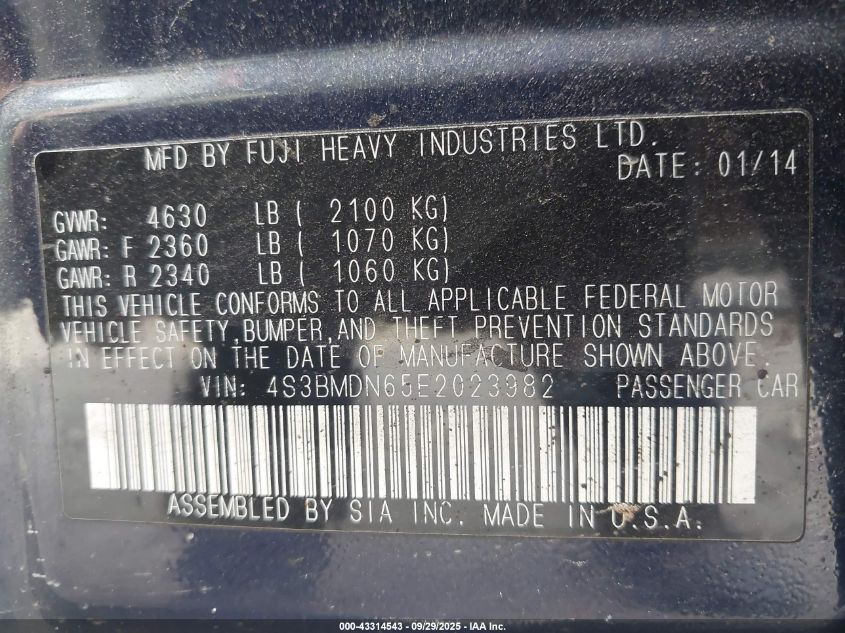 MFD BY FUJI HEAVY INDUSTRIES LTD.
DATE: 01/14
GVWR: 4630 LB ( 2100 KG)
GAWR: F 2360 LB ( 1070 KG)
GAWR: R 2340 LB ( 1060 KG)
THIS VEHICLE CONFORMS TO ALL APPLICABLE FEDERAL MOTOR
VEHICLE SAFETY,BUMPER,AND THEFT PREVENTION STANDARDS
IN EFFECT ON THE DATE OF MANUFACTURE SHOWN ABOVE.
VIN: 4S3BMDN65E2023982 PASSENGER CAR
ASSEMBLED BY SIA INC. MADE IN U.S.A.
000-43314543 / 09/29/2025 - IAA Inc.